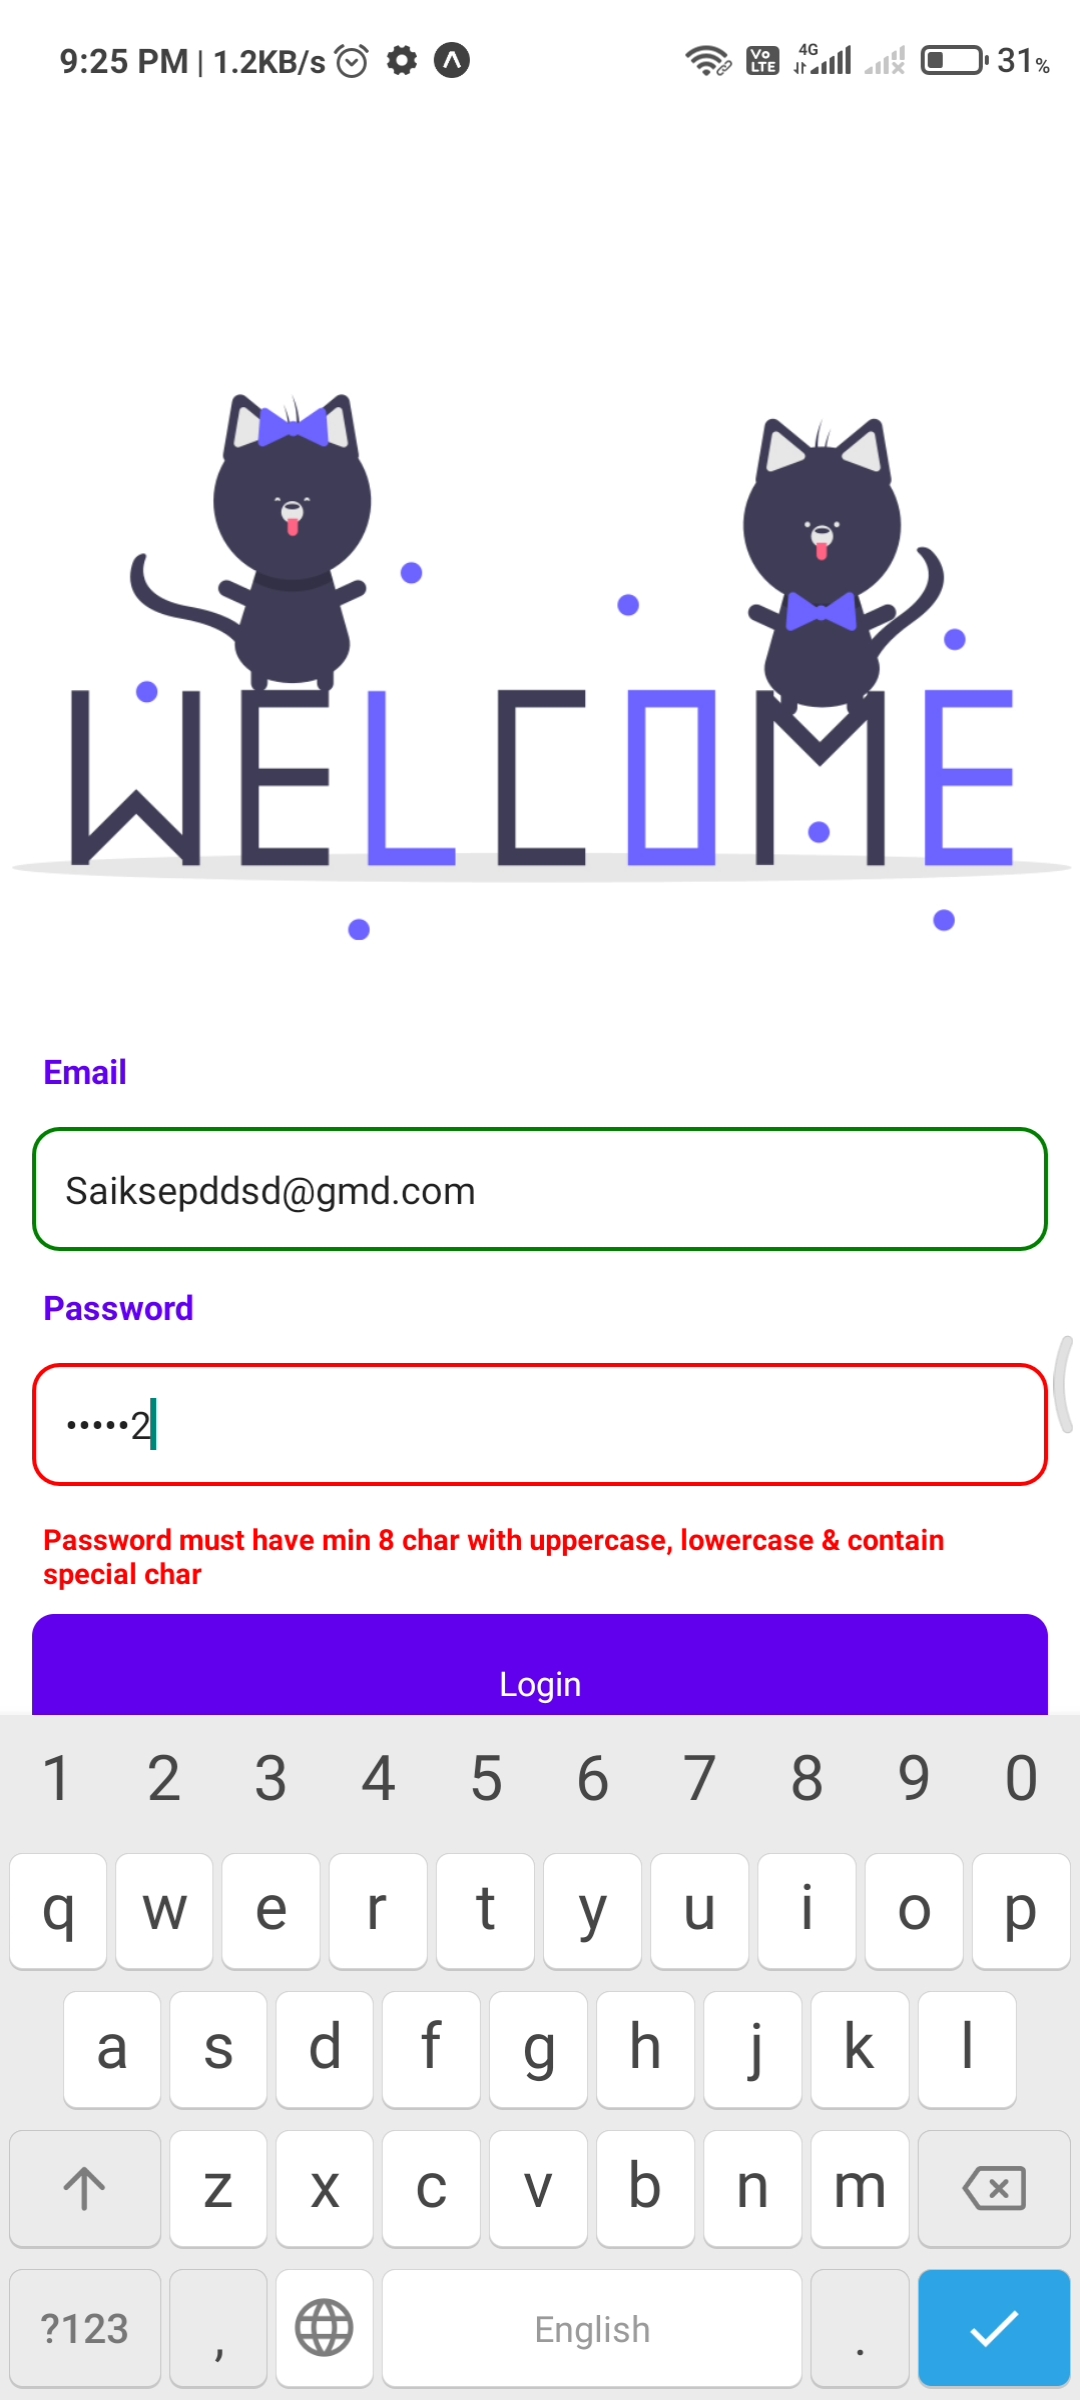 9:25 PM | 1.2KB/s Vo LTE 4G 31%
WELCOME
Email
Saiksepddsd@gmd.com
Password
•••••2
Password must have min 8 char with uppercase, lowercase & contain
special char
Login
1 2 3 4 5 6 7 8 9 0
q w e r t y u i o p
a s d f g h j k l
z x c v b n m
?123 , English .